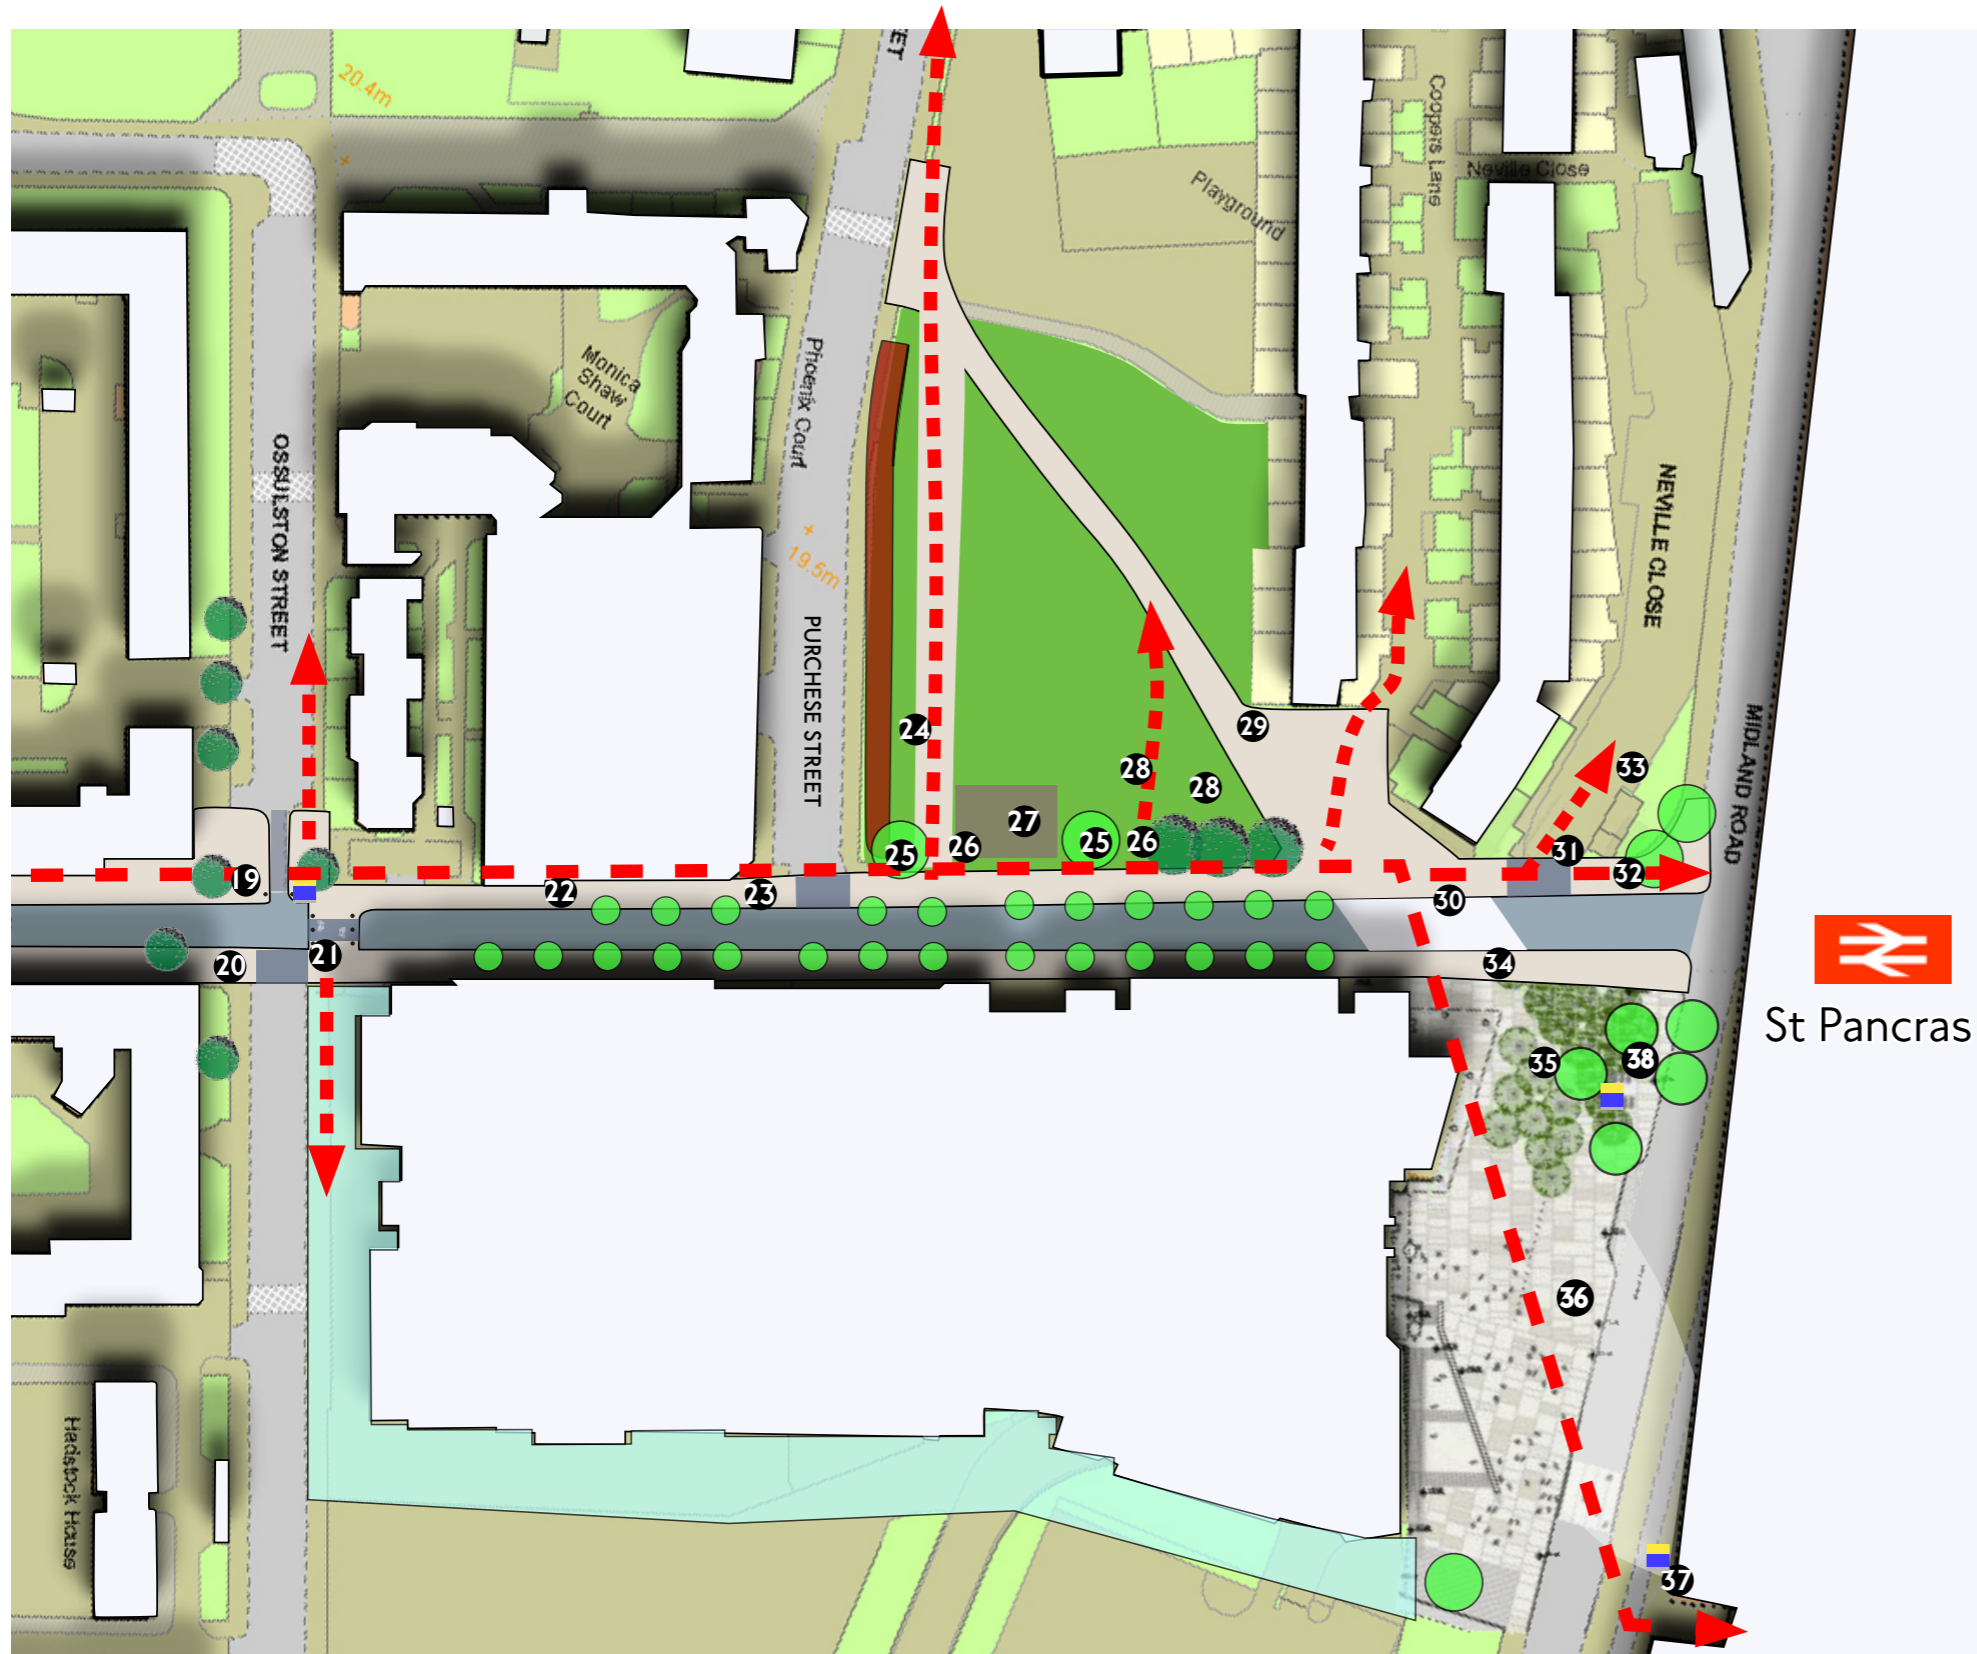 ET
20.4m
Coopers Lane
Neville Close
Playground
Monica
Shaw
Court
Phoenix Court
OSSULSTON STREET
19.5m
PURCHESE STREET
NEVILLE CLOSE
MIDLAND ROAD
24
29
28
28
33
27
25
25
26
26
31
32
19
22
23
30
20
21
34
St Pancras
35
38
36
37
Hadstock House